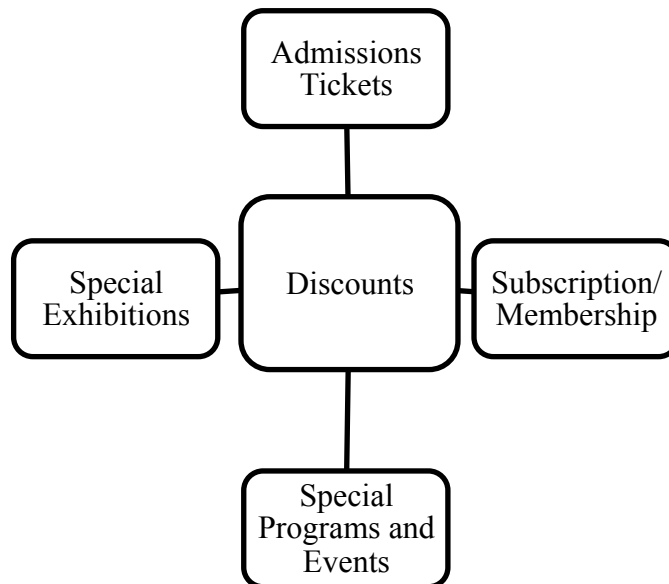 Admissions
Tickets
Special
Exhibitions
Discounts
Subscription/
Membership
Special
Programs and
Events